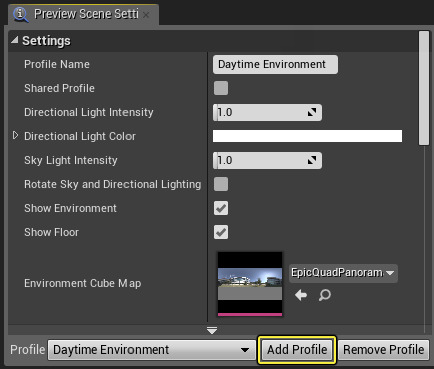 Preview Scene Setti
Settings
Profile Name Daytime Environment
Shared Profile
Directional Light Intensity 1.0
Directional Light Color
Sky Light Intensity 1.0
Rotate Sky and Directional Lighting
Show Environment
Show Floor
Environment Cube Map EpicQuadPanoram
Profile Daytime Environment Add Profile Remove Profile